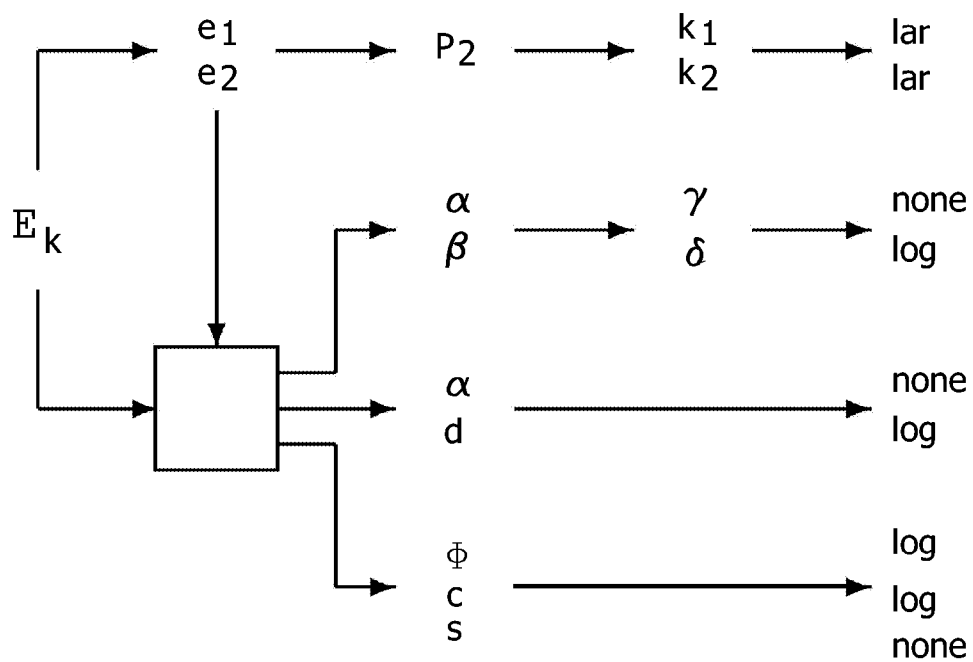 e1
e2
P2
k1
k2
lar
lar
Ek
α
β
γ
δ
none
log
α
d
none
log
Φ
c
s
log
log
none